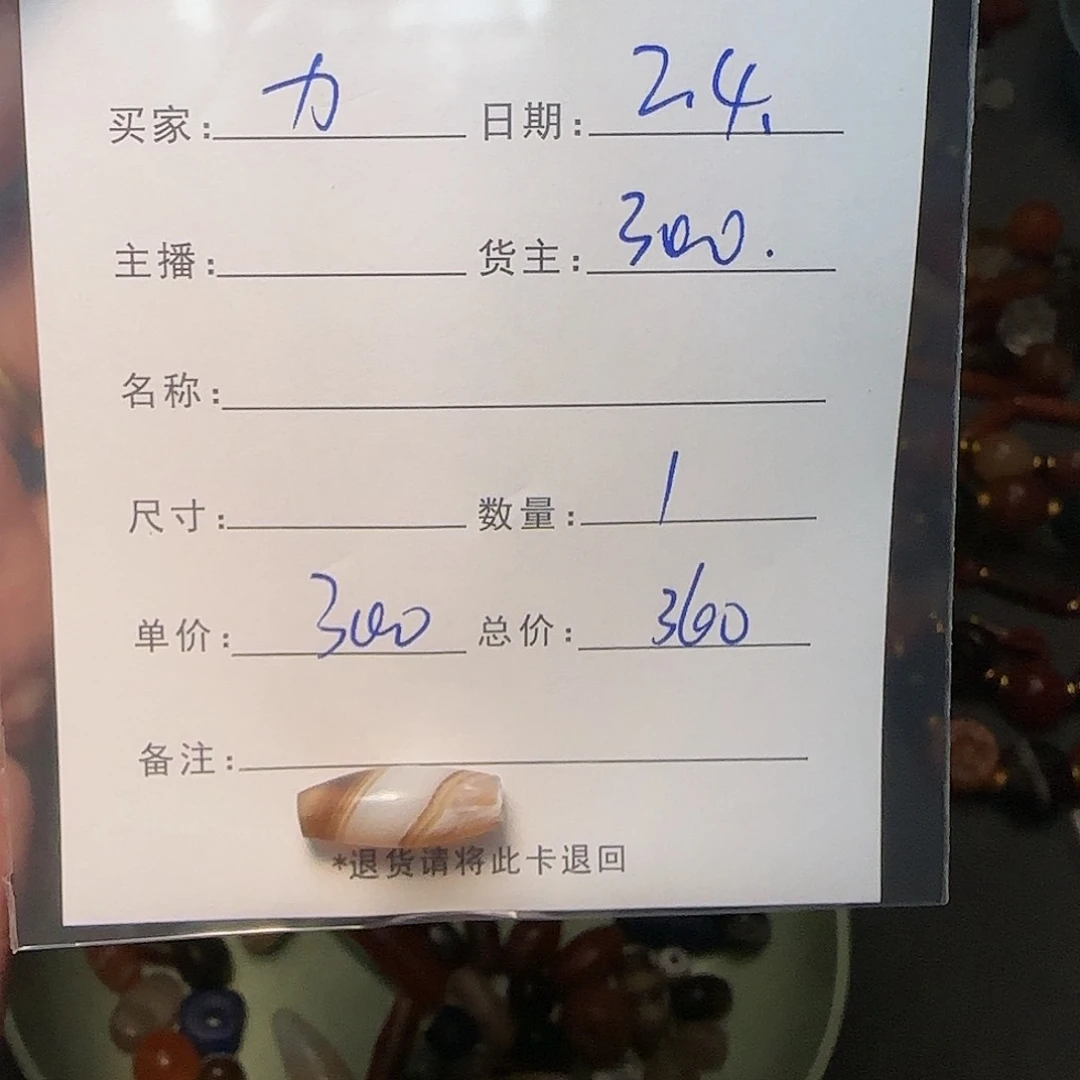 买家：力 日期：2.4.
主播： 货主：300.
名称：
尺寸： 数量：1
单价：300 总价：360
备注：
*退货请将此卡退回